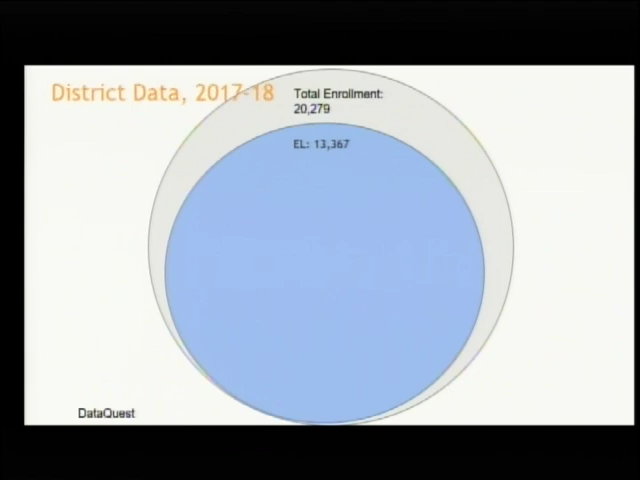 District Data, 2017-18
Total Enrollment:
20,279
EL: 13,367
DataQuest